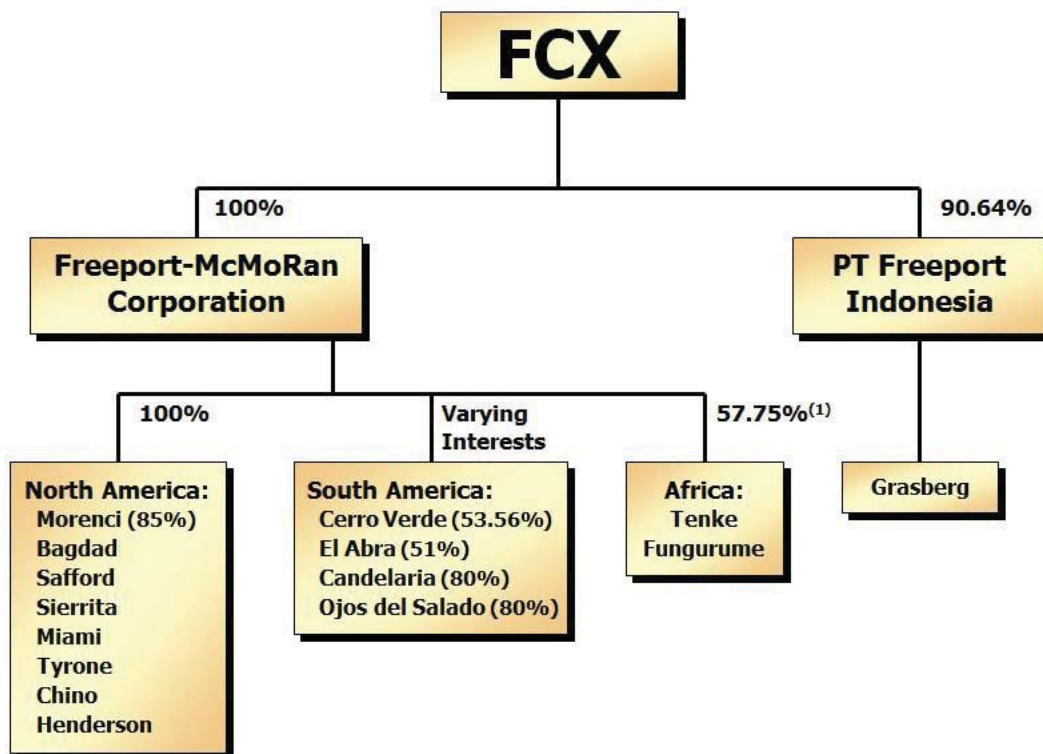 FCX
100%
90.64%
Freeport-McMoRan
Corporation
PT Freeport
Indonesia
100%
Varying
Interests
57.75%(1)
North America:
Morenci (85%)
Bagdad
Safford
Sierrita
Miami
Tyrone
Chino
Henderson
South America:
Cerro Verde (53.56%)
El Abra (51%)
Candelaria (80%)
Ojos del Salado (80%)
Africa:
Tenke
Fungurume
Grasberg